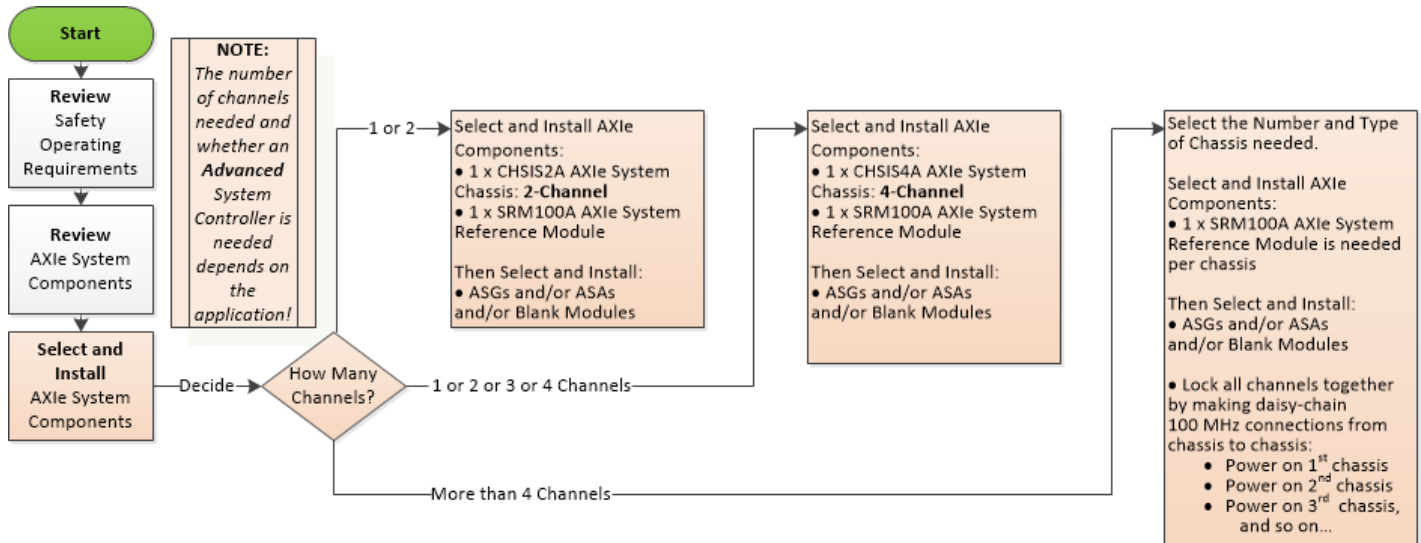 Start
Review
Safety
Operating
Requirements
Review
AXIe System
Components
Select and
Install
AXIe System
Components
NOTE:
The number
of channels
needed and
whether an
Advanced
System
Controller is
needed
depends on
the
application!
Decide
How Many
Channels?
1 or 2
Select and Install AXIe
Components:
• 1 x CHSIS2A AXIe System
Chassis: 2-Channel
• 1 x SRM100A AXIe System
Reference Module
Then Select and Install:
• ASGs and/or ASAs
and/or Blank Modules
1 or 2 or 3 or 4 Channels
Select and Install AXIe
Components:
• 1 x CHSIS4A AXIe System
Chassis: 4-Channel
• 1 x SRM100A AXIe System
Reference Module
Then Select and Install:
• ASGs and/or ASAs
and/or Blank Modules
More than 4 Channels
Select the Number and Type
of Chassis needed.
Select and Install AXIe
Components:
• 1 x SRM100A AXIe System
Reference Module is needed
per chassis
Then Select and Install:
• ASGs and/or ASAs
and/or Blank Modules
• Lock all channels together
by making daisy-chain
100 MHz connections from
chassis to chassis:
• Power on 1st chassis
• Power on 2nd chassis
• Power on 3rd chassis,
and so on...